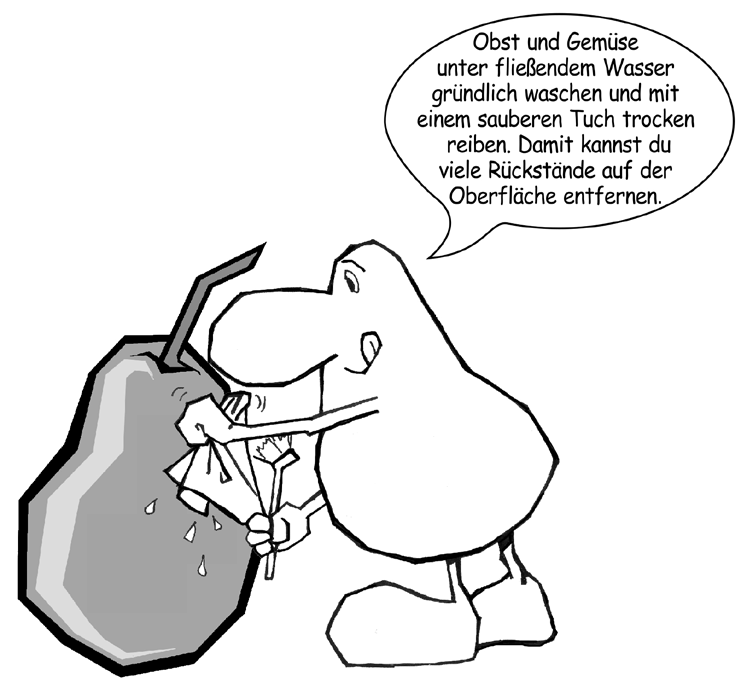 Obst und Gemüse
unter fließendem Wasser
gründlich waschen und mit
einem sauberen Tuch trocken
reiben. Damit kannst du
viele Rückstände auf der
Oberfläche entfernen.